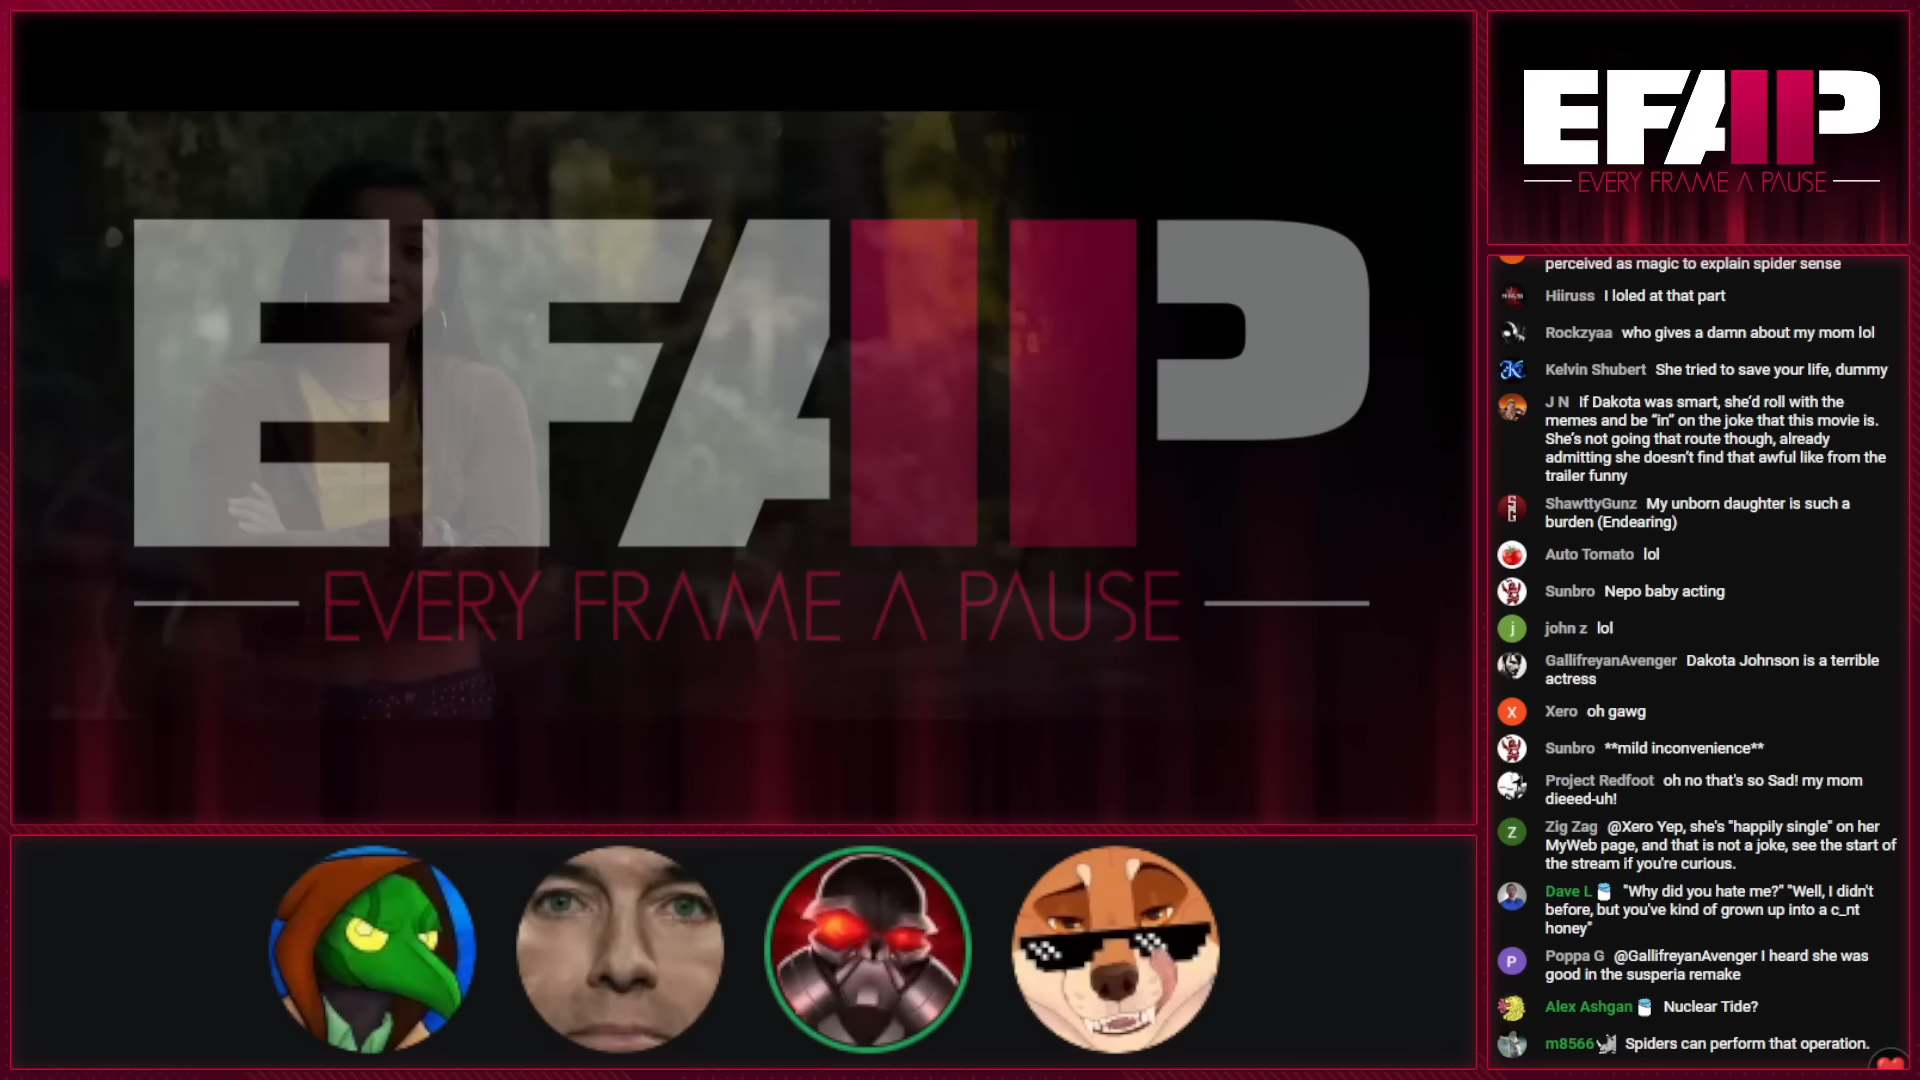 EFAP
EVERY FRAME A PAUSE
EFAP
EVERY FRAME A PAUSE
perceived as magic to explain spider sense
Hiiruss I loled at that part
Rockzyaa who gives a damn about my mom lol
Kelvin Shubert She tried to save your life, dummy
J N If Dakota was smart, she'd roll with the
memes and be “in” on the joke that this movie is.
She's not going that route though, already
admitting she doesn't find that awful like from the
trailer funny
ShawttyGunz My unborn daughter is such a
burden (Endearing)
Auto Tomato lol
Sunbro Nepo baby acting
j john z lol
GallifreyanAvenger Dakota Johnson is a terrible
actress
X Xero oh gawg
Sunbro **mild inconvenience**
Project Redfoot oh no that's so Sad! my mom
dieeed-uh!
Z Zig Zag @Xero Yep, she's "happily single" on her
MyWeb page, and that is not a joke, see the start of
the stream if you're curious.
Dave L "Why did you hate me?" "Well, I didn't
before, but you've kind of grown up into a c_nt
honey"
P Poppa G @GallifreyanAvenger I heard she was
good in the susperia remake
Alex Ashgan Nuclear Tide?
m8566 Spiders can perform that operation.